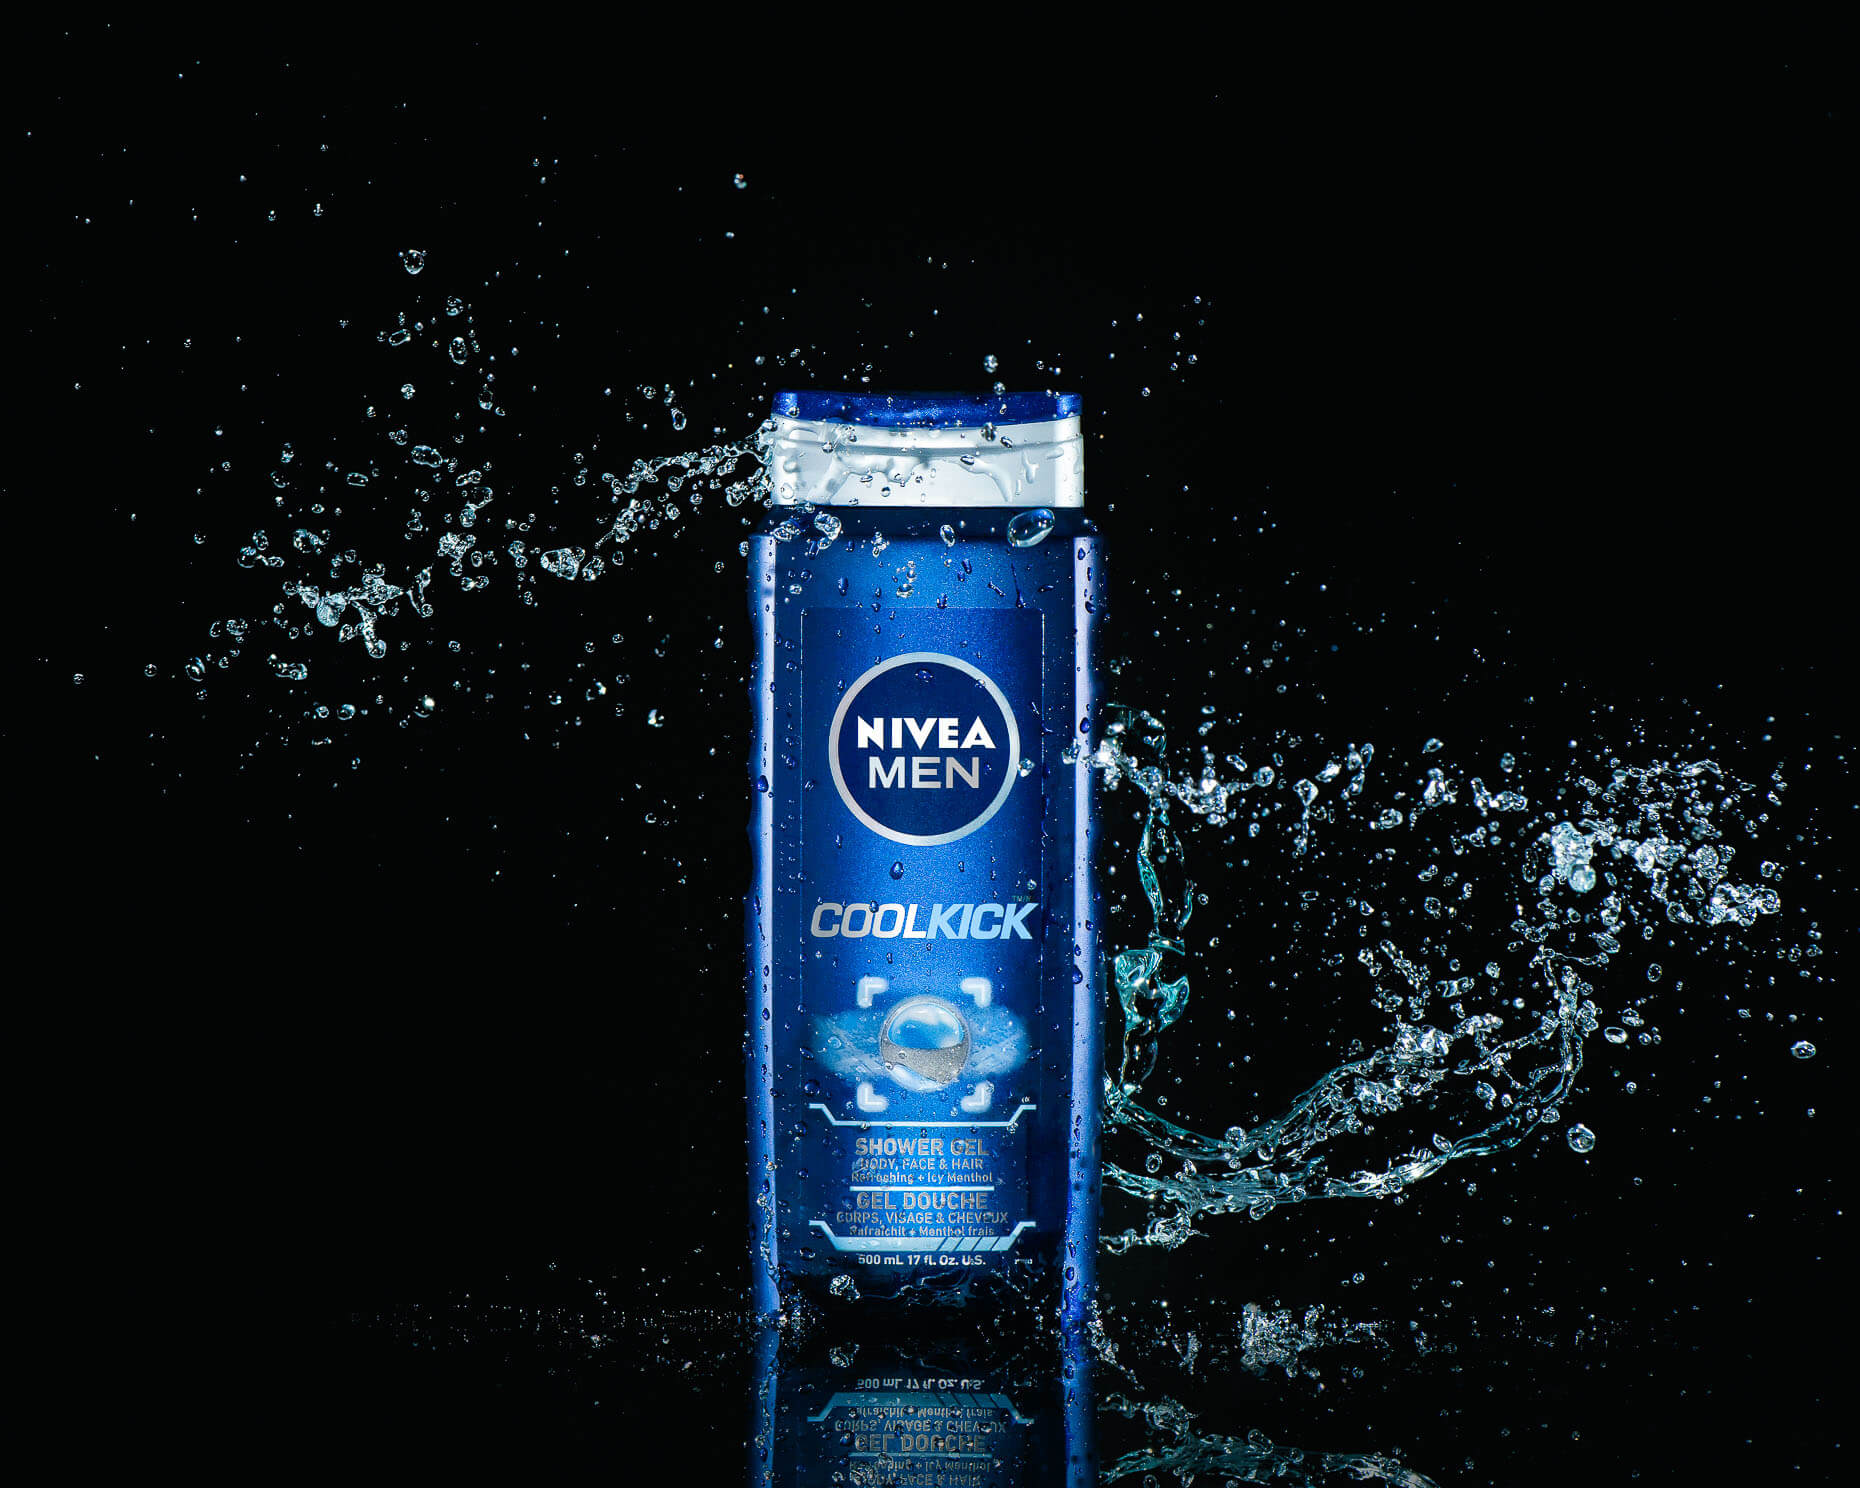 NIVEA
MEN
COOLKICK
SHOWER GEL
BODY, FACE & HAIR
Refreshing + Icy Menthol
GEL DOUCHE
CORPS, VISAGE & CHEVEUX
Rafraîchit + Menthol frais
500 mL 17 fl. Oz. U.S.